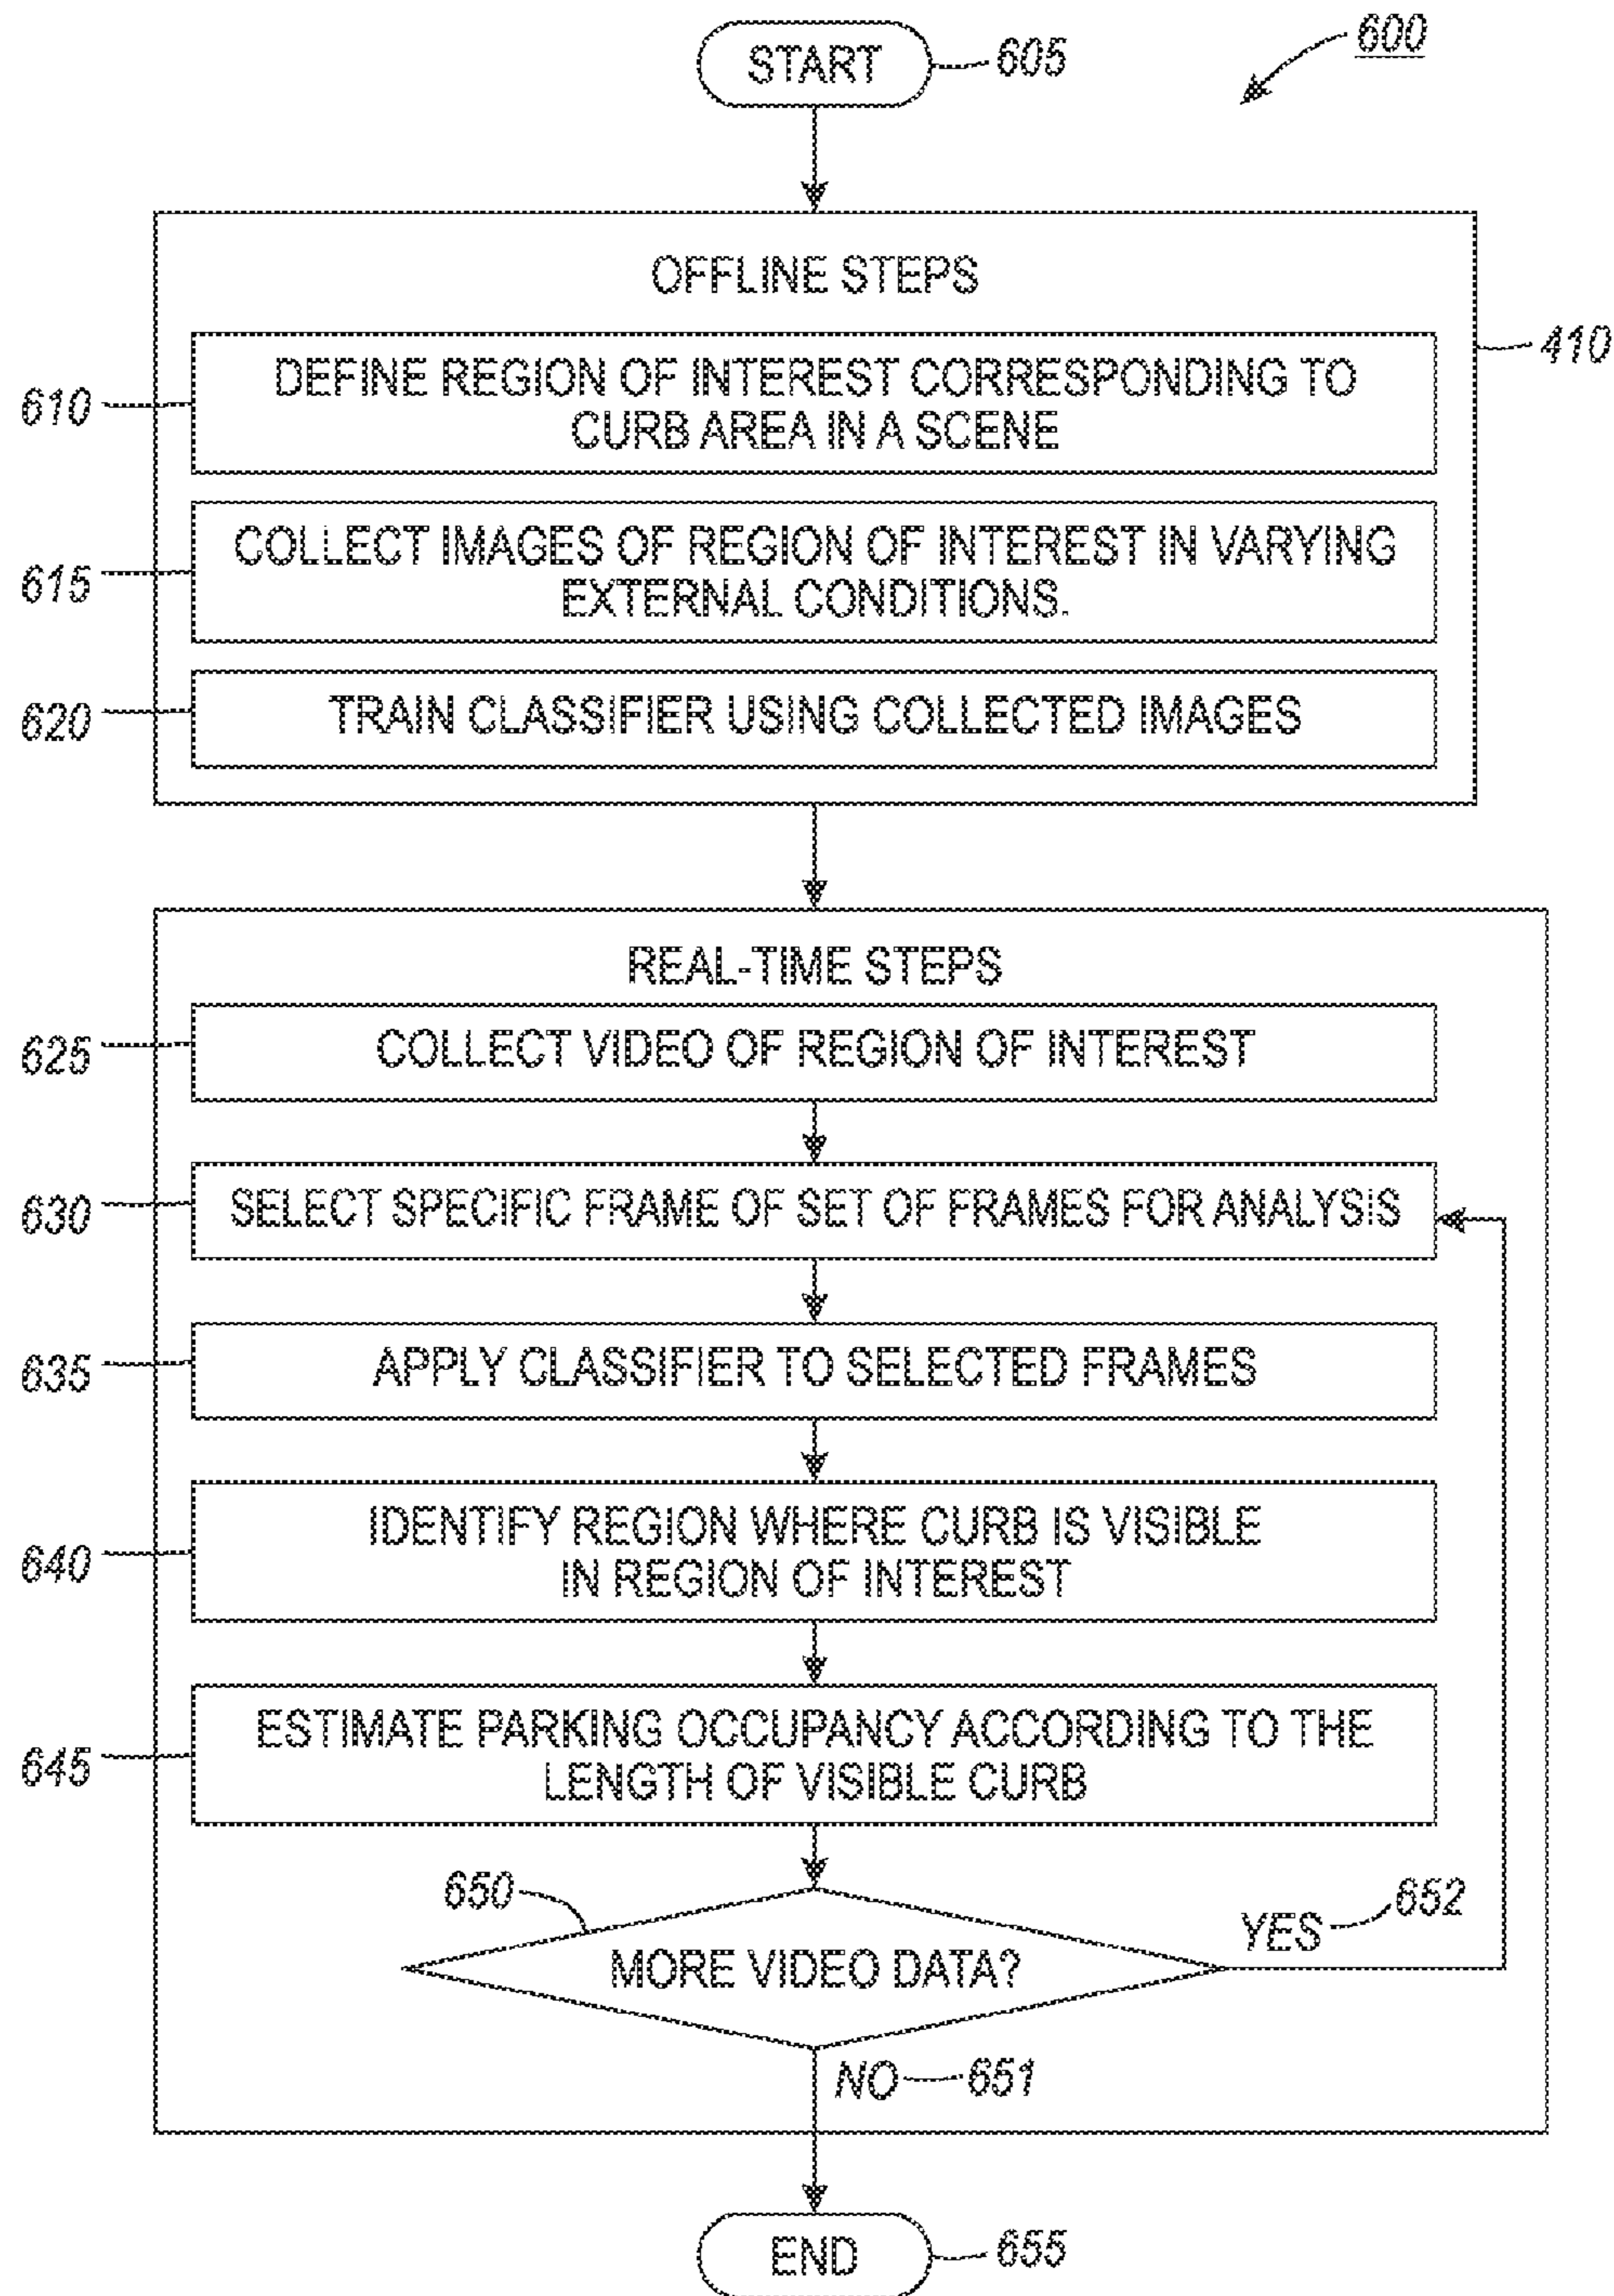 600
START
605
OFFLINE STEPS
410
610
DEFINE REGION OF INTEREST CORRESPONDING TO
CURB AREA IN A SCENE
615
COLLECT IMAGES OF REGION OF INTEREST IN VARYING
EXTERNAL CONDITIONS.
620
TRAIN CLASSIFIER USING COLLECTED IMAGES
REAL-TIME STEPS
625
COLLECT VIDEO OF REGION OF INTEREST
630
SELECT SPECIFIC FRAME OF SET OF FRAMES FOR ANALYSIS
635
APPLY CLASSIFIER TO SELECTED FRAMES
640
IDENTIFY REGION WHERE CURB IS VISIBLE
IN REGION OF INTEREST
645
ESTIMATE PARKING OCCUPANCY ACCORDING TO THE
LENGTH OF VISIBLE CURB
650
MORE VIDEO DATA?
YES
652
NO
651
END
655